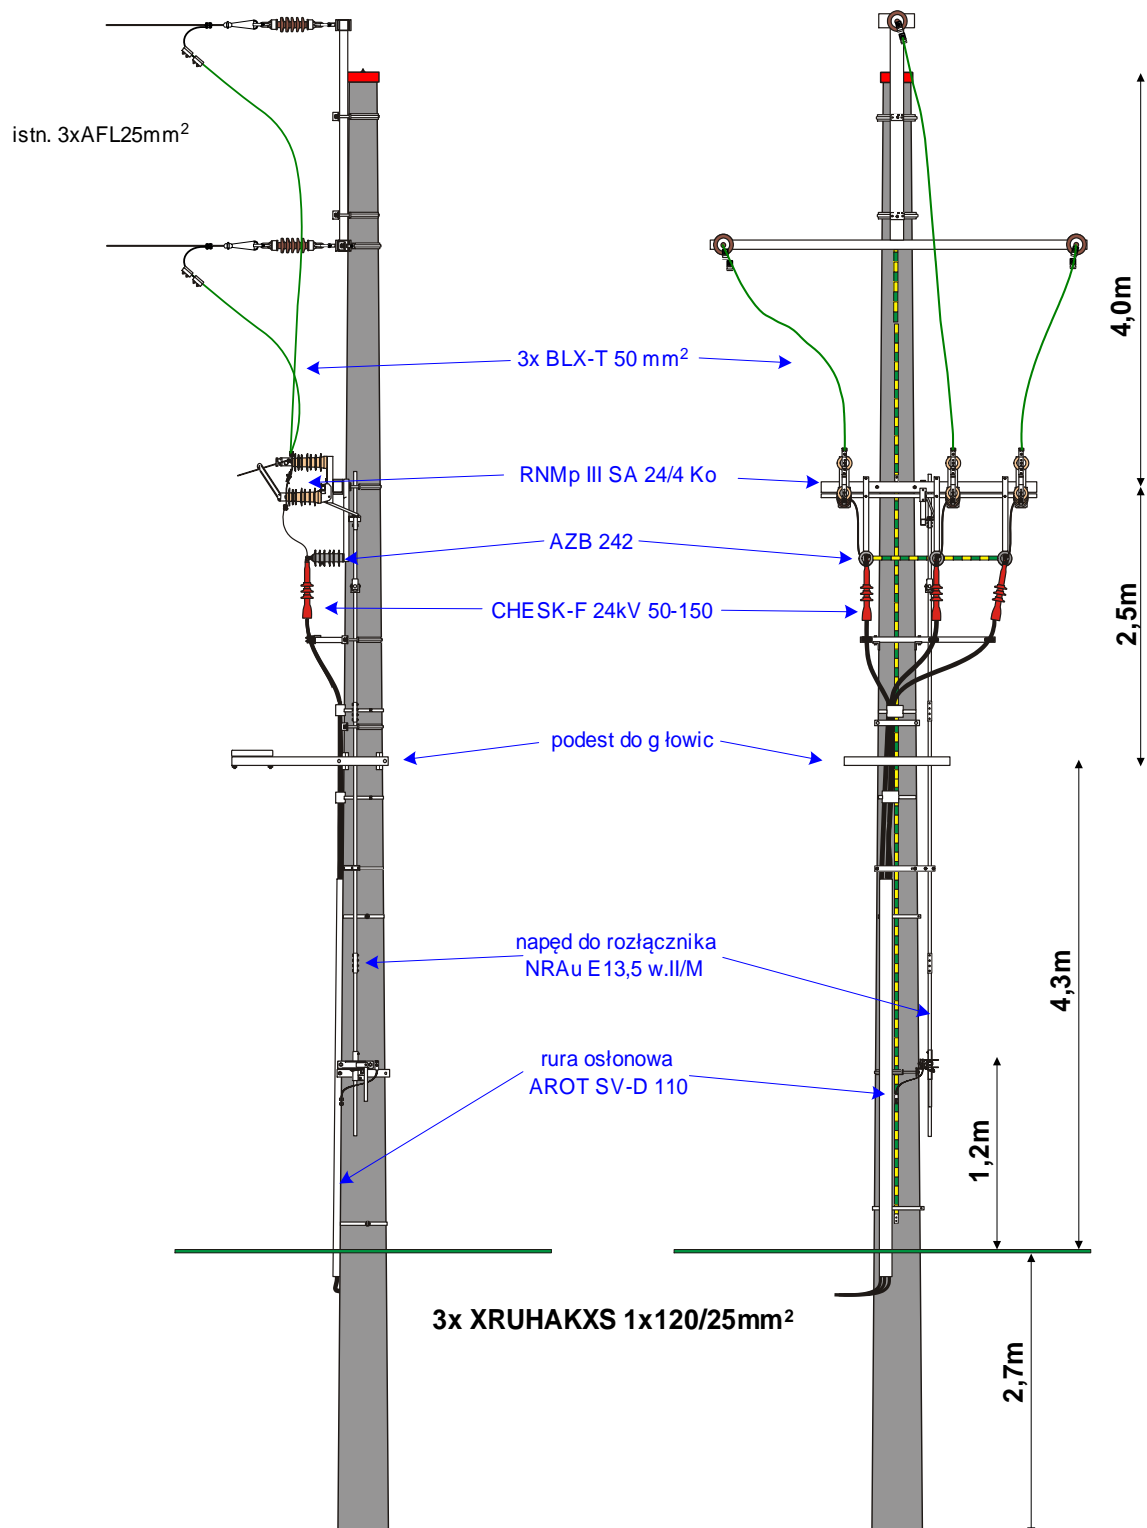 istn. 3xAFL25mm²
4,0m
3x BLX-T 50 mm²
RNMp III SA 24/4 Ko
AZB 242
CHESK-F 24kV 50-150
2,5m
podest do g łowic
napęd do rozłącznika
NRAu E13,5 w.II/M
4,3m
rura osłonowa
AROT SV-D 110
1,2m
3x XRUHAKXS 1x120/25mm²
2,7m